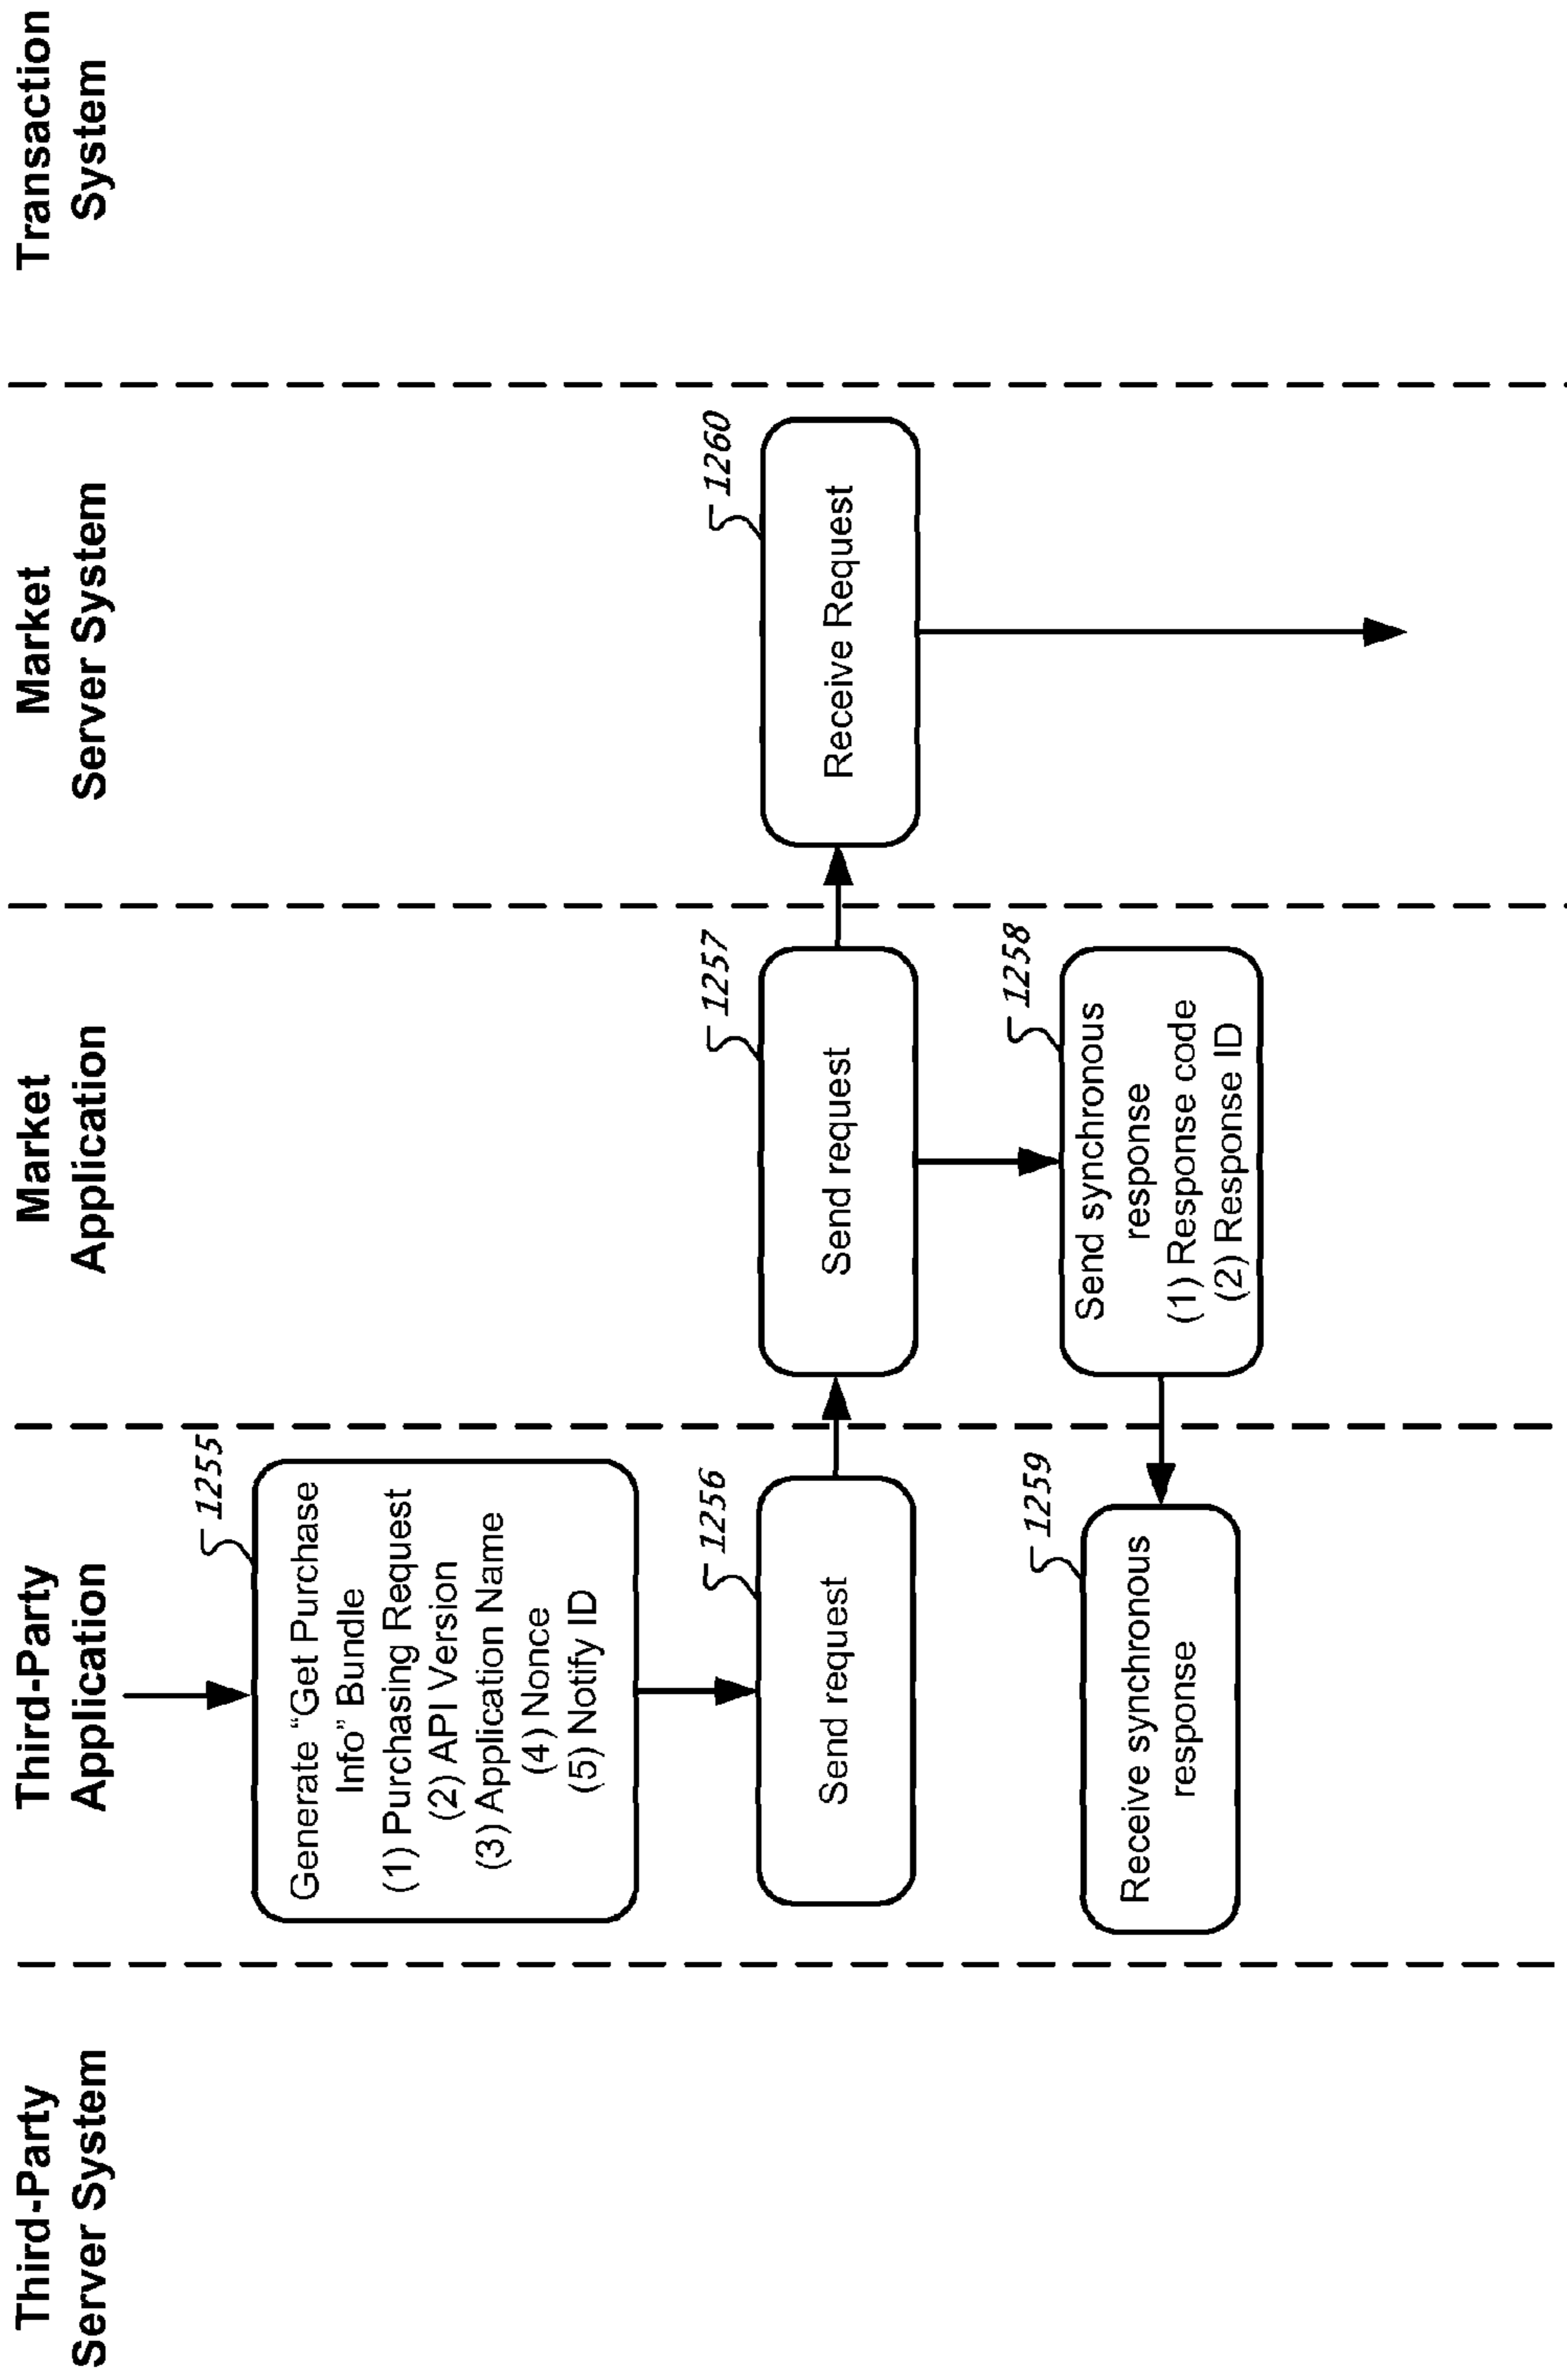 Third-Party
Server System
Third-Party
Application
Market
Application
Market
Server System
Transaction
System
1255
Generate “Get Purchase
Info” Bundle
(1) Purchasing Request
(2) API Version
(3) Application Name
(4) Nonce
(5) Notify ID
1256
Send request
1257
Send request
1260
Receive Request
1258
Send synchronous
response
(1) Response code
(2) Response ID
1259
Receive synchronous
response